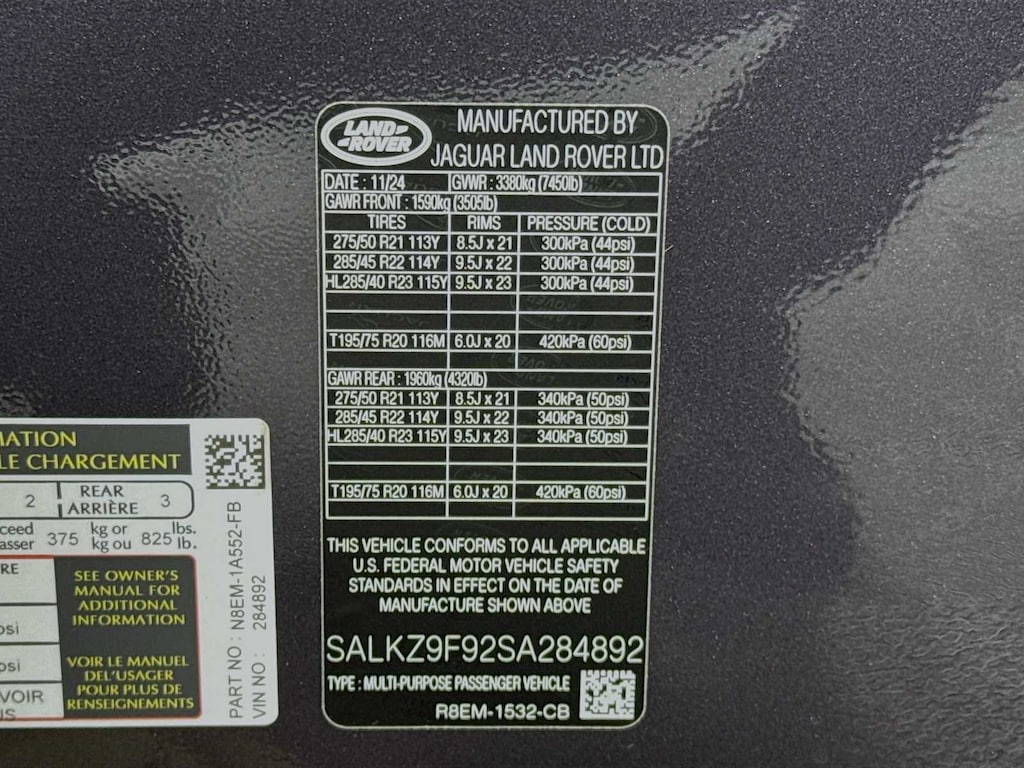 LAND-
-ROVER
MANUFACTURED BY
JAGUAR LAND ROVER LTD
DATE : 11/24 GVWR : 3380kg (7450lb)
GAWR FRONT : 1590kg (3505lb)
TIRES RIMS PRESSURE (COLD)
275/50 R21 113Y 8.5J x 21 300kPa (44psi)
285/45 R22 114Y 9.5J x 22 300kPa (44psi)
HL285/40 R23 115Y 9.5J x 23 300kPa (44psi)
T195/75 R20 116M 6.0J x 20 420kPa (60psi)
GAWR REAR : 1960kg (4320lb)
275/50 R21 113Y 8.5J x 21 340kPa (50psi)
285/45 R22 114Y 9.5J x 22 340kPa (50psi)
HL285/40 R23 115Y 9.5J x 23 340kPa (50psi)
T195/75 R20 116M 6.0J x 20 420kPa (60psi)
THIS VEHICLE CONFORMS TO ALL APPLICABLE
U.S. FEDERAL MOTOR VEHICLE SAFETY
STANDARDS IN EFFECT ON THE DATE OF
MANUFACTURE SHOWN ABOVE
SALKZ9F92SA284892
TYPE : MULTI-PURPOSE PASSENGER VEHICLE
R8EM-1532-CB
MATION
LE CHARGEMENT
2 REAR 3
ARRIÈRE
ceed 375 kg or 825 lbs.
asser kg ou lb.
RE
psi
psi
VOIR
US
SEE OWNER'S
MANUAL FOR
ADDITIONAL
INFORMATION
VOIR LE MANUEL
DEL'USAGER
POUR PLUS DE
RENSEIGNEMENTS
PART NO : N8EM-1A552-FB
VIN NO : 284892